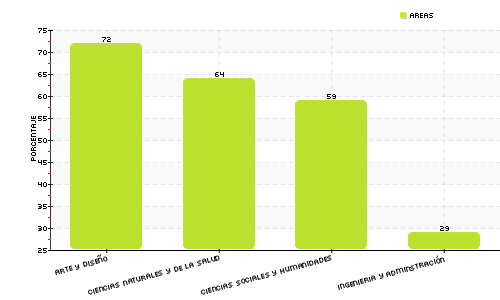 AREAS
75
70
65
60
55
50
45
40
35
30
25
PORCENTAJE
72
64
59
29
ARTE Y DISEÑO
CIENCIAS NATURALES Y DE LA SALUD
CIENCIAS SOCIALES Y HUMANIDADES
INGENIERIA Y ADMINSTRACIÓN